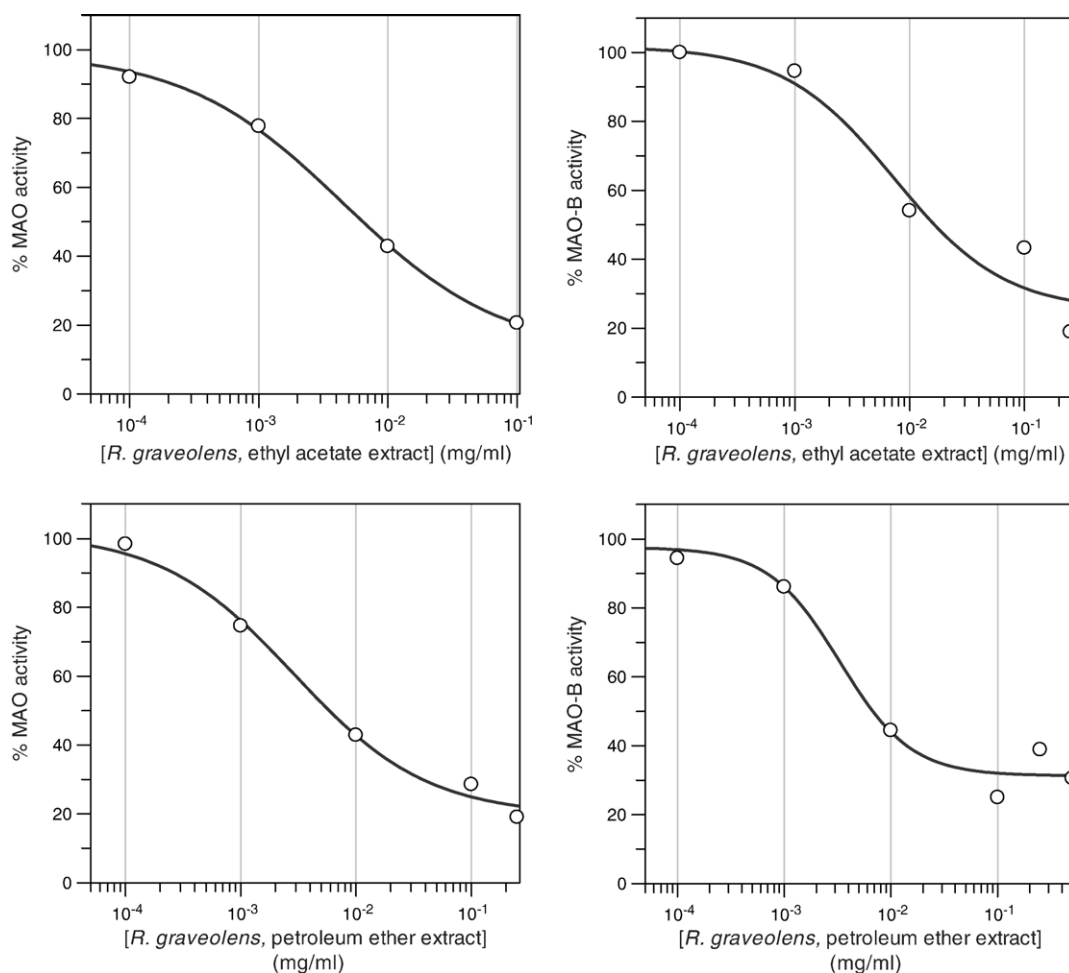 % MAO activity
100
80
60
40
20
0
10⁻⁴ 10⁻³ 10⁻² 10⁻¹
[R. graveolens, ethyl acetate extract] (mg/ml)
% MAO-B activity
100
80
60
40
20
0
10⁻⁴ 10⁻³ 10⁻² 10⁻¹
[R. graveolens, ethyl acetate extract] (mg/ml)
% MAO activity
100
80
60
40
20
0
10⁻⁴ 10⁻³ 10⁻² 10⁻¹
[R. graveolens, petroleum ether extract]
(mg/ml)
% MAO-B activity
100
80
60
40
20
0
10⁻⁴ 10⁻³ 10⁻² 10⁻¹
[R. graveolens, petroleum ether extract]
(mg/ml)